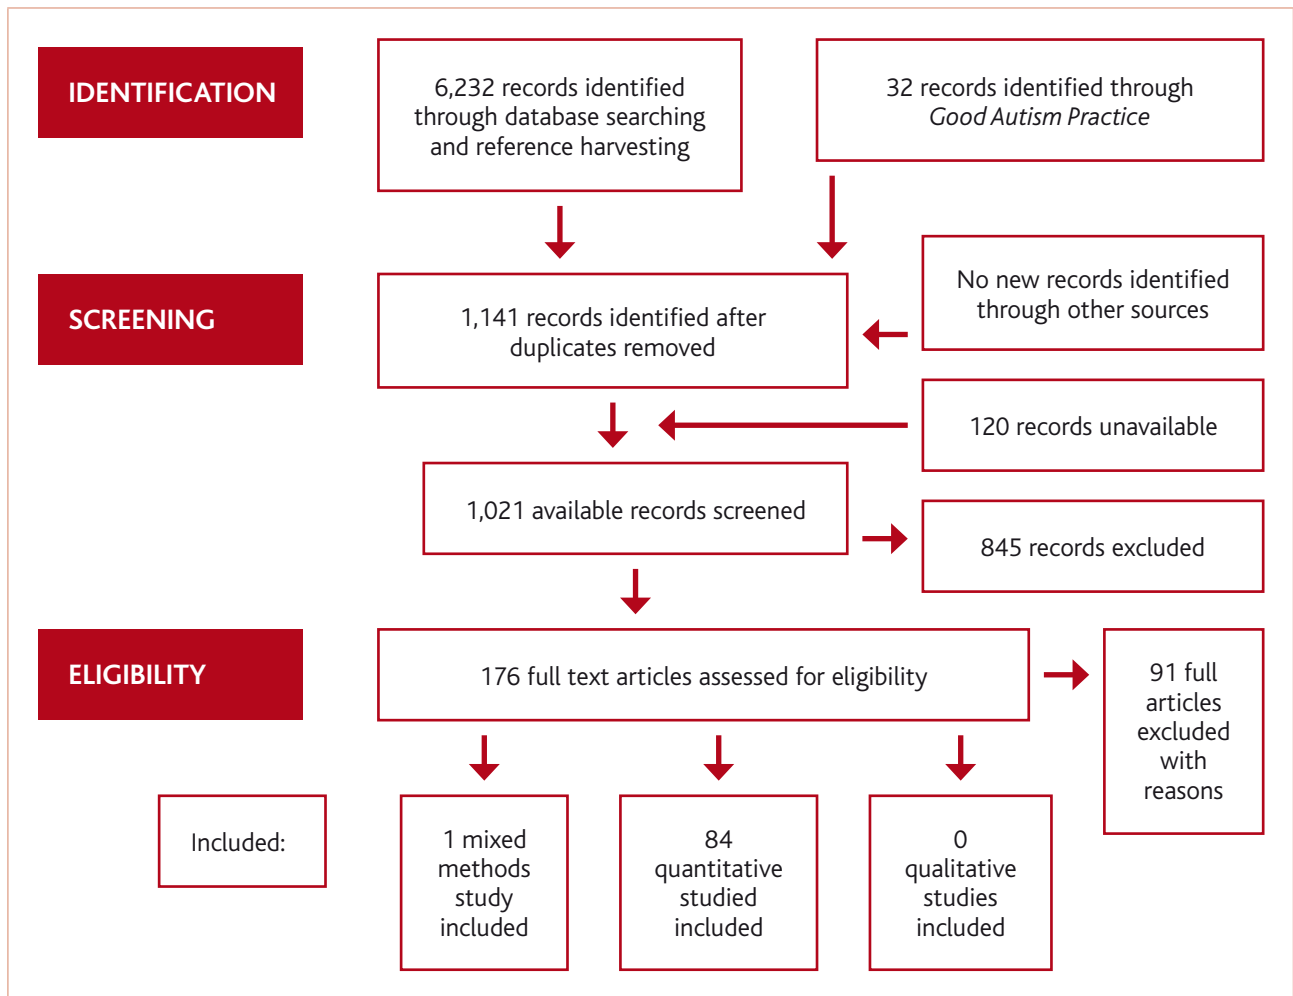 IDENTIFICATION
6,232 records identified
through database searching
and reference harvesting
32 records identified through
Good Autism Practice
No new records identified
through other sources
SCREENING
1,141 records identified after
duplicates removed
120 records unavailable
1,021 available records screened
845 records excluded
ELIGIBILITY
176 full text articles assessed for eligibility
91 full
articles
excluded
with
reasons
Included:
1 mixed
methods
study
included
84
quantitative
studied
included
0
qualitative
studies
included